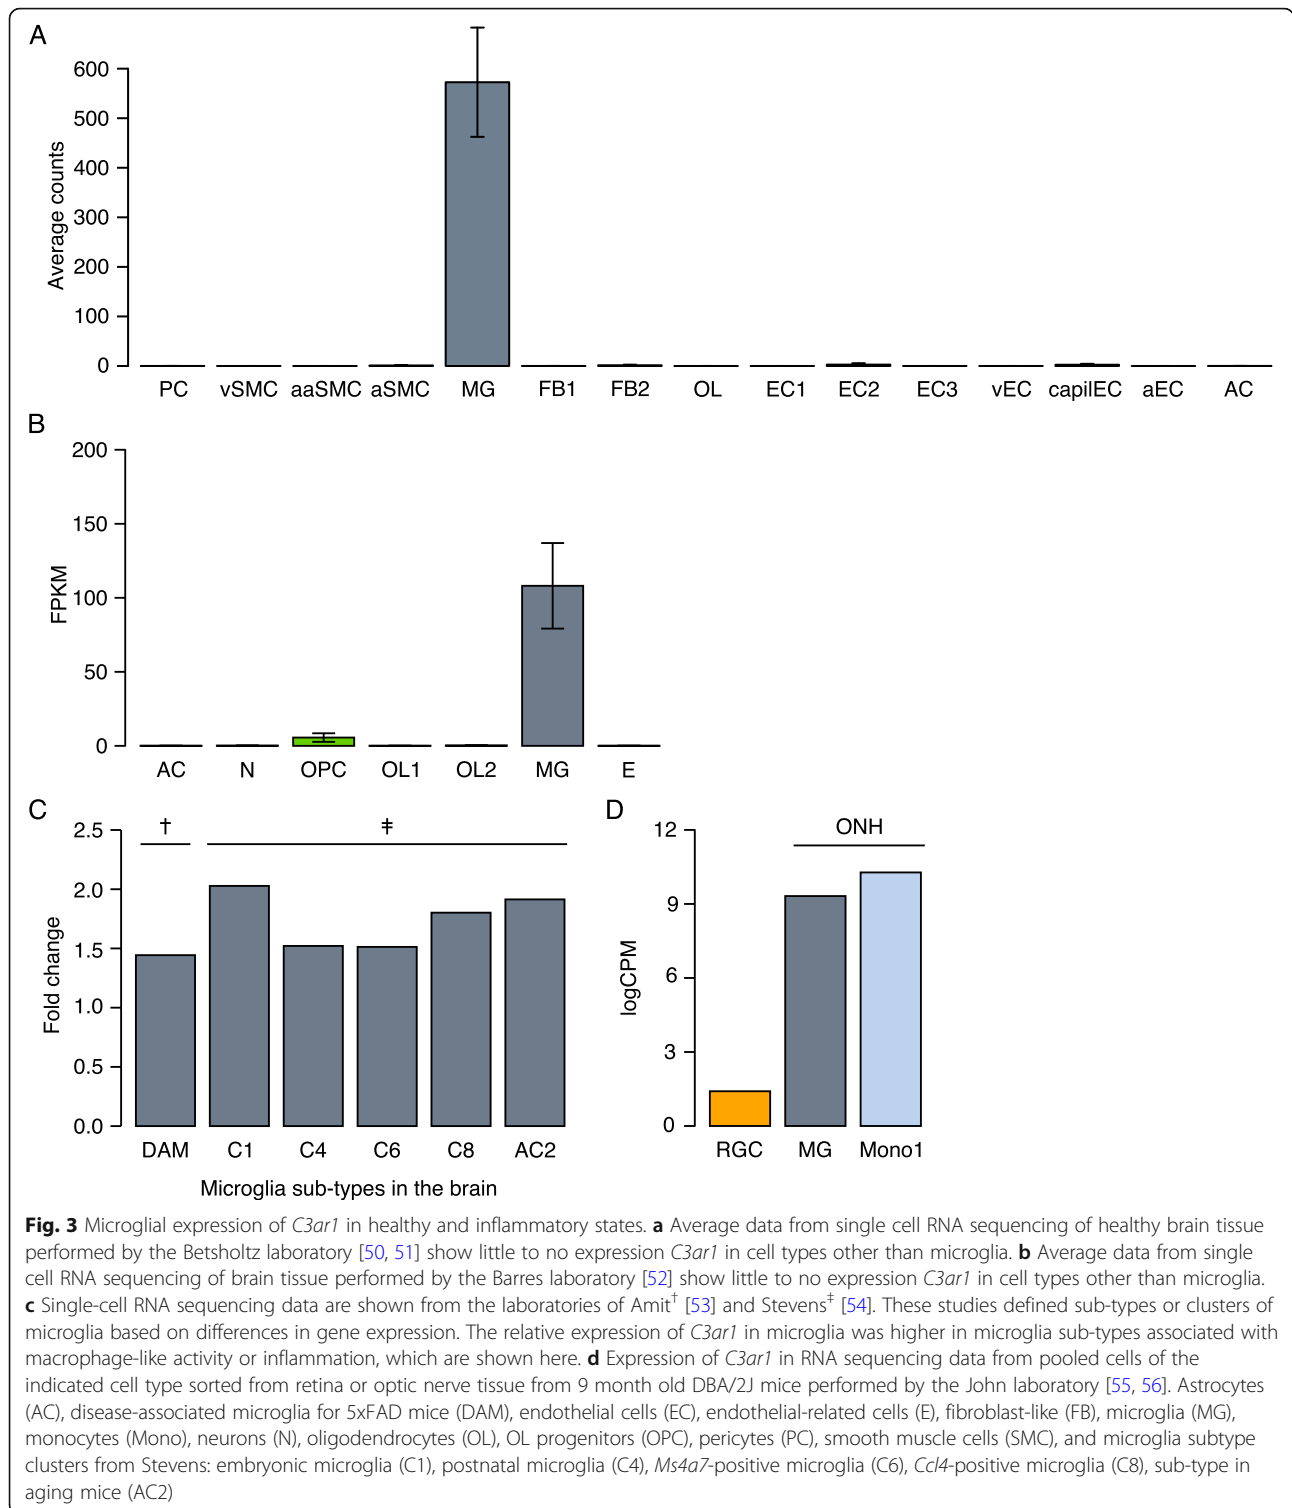 A
600
500
400
300
200
100
0
Average counts
PC vSMC aaSMC aSMC MG FB1 FB2 OL EC1 EC2 EC3 vEC capilEC aEC AC
B
200
150
100
50
0
FPKM
AC N OPC OL1 OL2 MG E
C
2.5
2.0
1.5
1.0
0.5
0.0
Fold change
† ‡
DAM C1 C4 C6 C8 AC2
Microglia sub-types in the brain
D
12
9
6
3
0
logCPM
ONH
RGC MG Mono1
Fig. 3 Microglial expression of C3ar1 in healthy and inflammatory states. a Average data from single cell RNA sequencing of healthy brain tissue
performed by the Betsholtz laboratory [50, 51] show little to no expression C3ar1 in cell types other than microglia. b Average data from single
cell RNA sequencing of brain tissue performed by the Barres laboratory [52] show little to no expression C3ar1 in cell types other than microglia.
c Single-cell RNA sequencing data are shown from the laboratories of Amit† [53] and Stevens‡ [54]. These studies defined sub-types or clusters of
microglia based on differences in gene expression. The relative expression of C3ar1 in microglia was higher in microglia sub-types associated with
macrophage-like activity or inflammation, which are shown here. d Expression of C3ar1 in RNA sequencing data from pooled cells of the
indicated cell type sorted from retina or optic nerve tissue from 9 month old DBA/2J mice performed by the John laboratory [55, 56]. Astrocytes
(AC), disease-associated microglia for 5xFAD mice (DAM), endothelial cells (EC), endothelial-related cells (E), fibroblast-like (FB), microglia (MG),
monocytes (Mono), neurons (N), oligodendrocytes (OL), OL progenitors (OPC), pericytes (PC), smooth muscle cells (SMC), and microglia subtype
clusters from Stevens: embryonic microglia (C1), postnatal microglia (C4), Ms4a7-positive microglia (C6), Ccl4-positive microglia (C8), sub-type in
aging mice (AC2)